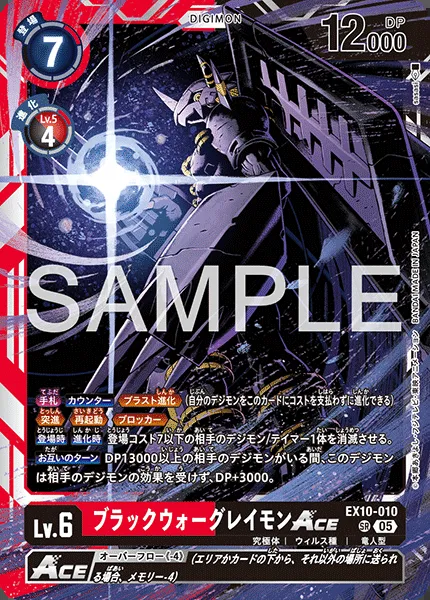 DIGIMON
登場
7
12000
DP
進化
Lv.5
4
SAMPLE
BANDAI MADE IN JAPAN
手札 カウンター ブラスト進化 (自分のデジモンをこのカードにコストを支払わずに進化できる)
突進 再起動 ブロッカー
登場時 進化時 登場コスト7以下の相手のデジモン/テイマー1体を消滅させる。
お互いのターン DP13000以上の相手のデジモンがいる間、このデジモン
は相手のデジモンの効果を受けず、DP+3000。
EX10-010
Lv.6 ブラックウォーグレイモンACE SR 05
究極体 ウィルス種 竜人型
ACE オーバーフロー《-4》 (エリアかカードの下から、それ以外の場所に送られ
る場合、メモリー-4)